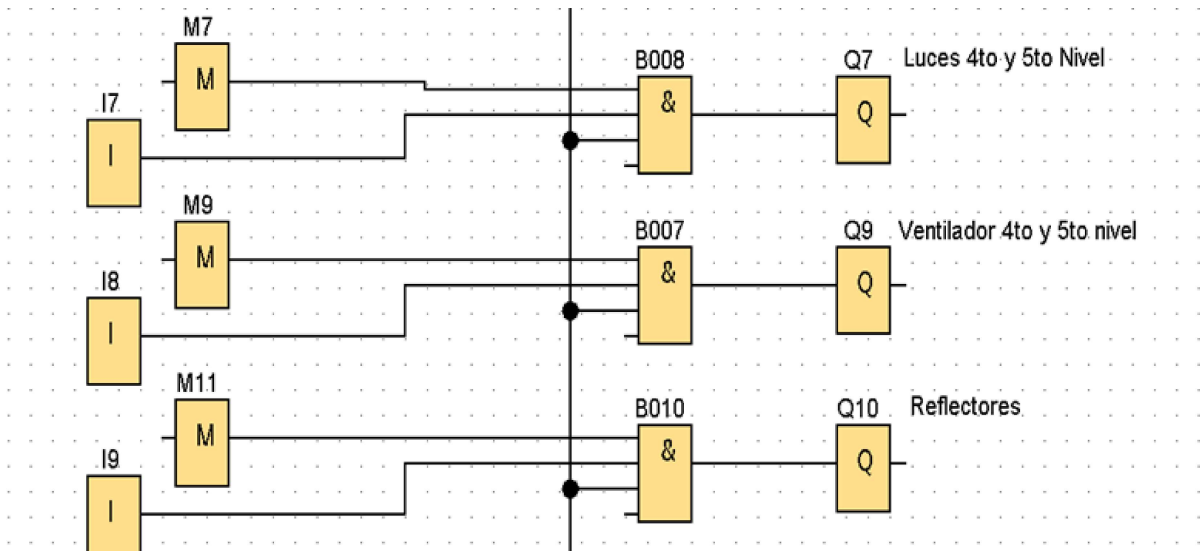 M7
M
B008
&
Q7
Q
Luces 4to y 5to Nivel
I7
I
M9
M
B007
&
Q9
Q
Ventilador 4to y 5to nivel
I8
I
M11
M
B010
&
Q10
Q
Reflectores
I9
I